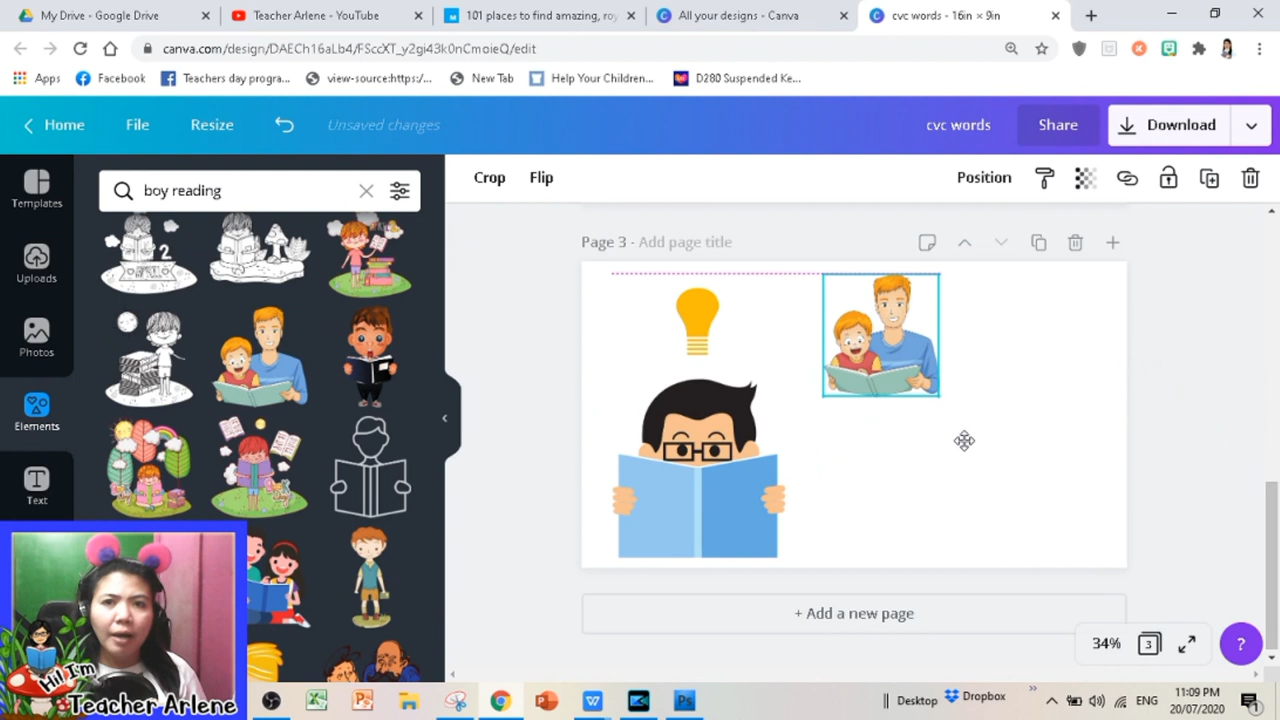 My Drive - Google Drive
Teacher Arlene - YouTube
101 places to find amazing, roy
All your designs - Canva
cvc words - 16in × 9in
canva.com/design/DAECh16aLb4/FSccXT_y2gi43k0nCmoieQ/edit
Apps
Facebook
Teachers day progra...
view-source:https:/...
New Tab
Help Your Children...
D280 Suspended Ke...
Home
File
Resize
Unsaved changes
cvc words
Share
Download
Templates
boy reading
Crop
Flip
Position
Uploads
Photos
Elements
Text
2
Page 3 - Add page title
+ Add a new page
34%
3
?
Hi! I'm
Teacher Arlene
Desktop
Dropbox
ENG
11:09 PM
20/07/2020